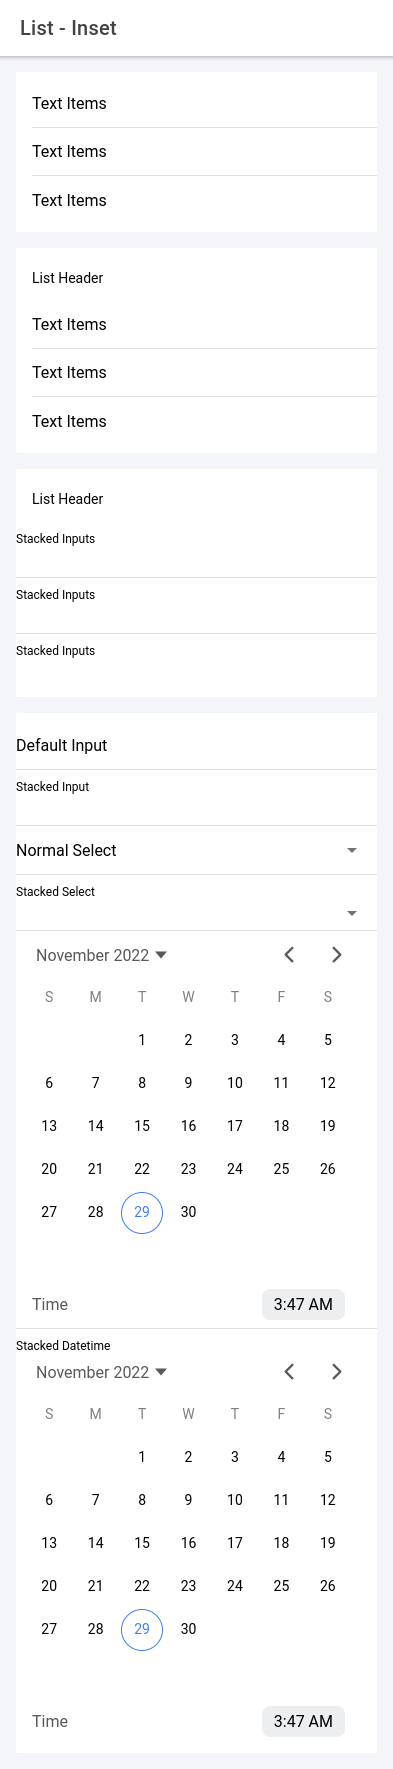 List - Inset
Text Items
Text Items
Text Items
List Header
Text Items
Text Items
Text Items
List Header
Stacked Inputs
Stacked Inputs
Stacked Inputs
Default Input
Stacked Input
Normal Select
Stacked Select
November 2022
S M T W T F S
1 2 3 4 5
6 7 8 9 10 11 12
13 14 15 16 17 18 19
20 21 22 23 24 25 26
27 28 29 30
Time 3:47 AM
Stacked Datetime
November 2022
S M T W T F S
1 2 3 4 5
6 7 8 9 10 11 12
13 14 15 16 17 18 19
20 21 22 23 24 25 26
27 28 29 30
Time 3:47 AM